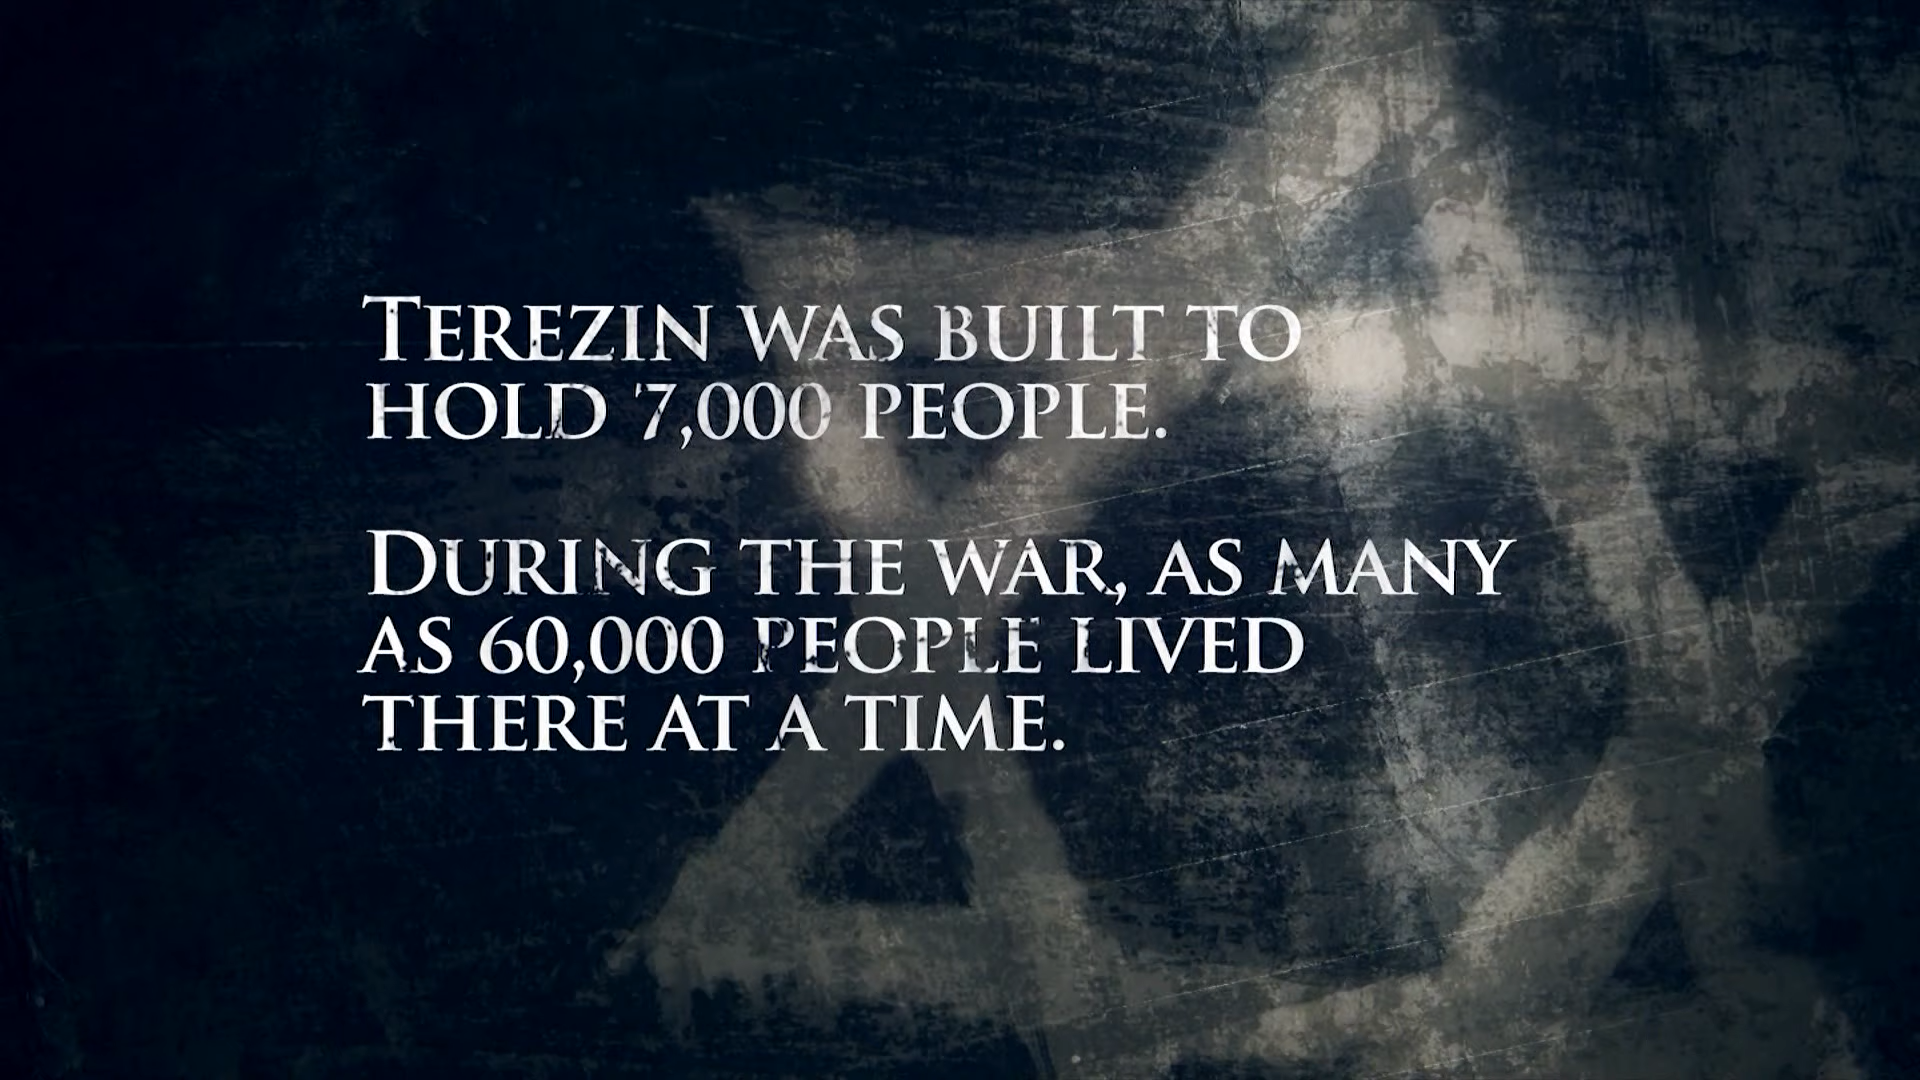 Terezin was built to
hold 7,000 people.
During the war, as many
as 60,000 people lived
there at a time.